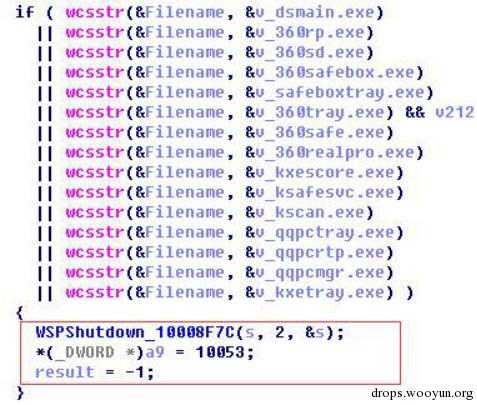 if ( wcsstr(&Filename, &v_dsmain.exe)
|| wcsstr(&Filename, &v_360rp.exe)
|| wcsstr(&Filename, &v_360sd.exe)
|| wcsstr(&Filename, &v_360safebox.exe)
|| wcsstr(&Filename, &v_safeboxtray.exe)
|| wcsstr(&Filename, &v_360tray.exe) && v212
|| wcsstr(&Filename, &v_360safe.exe)
|| wcsstr(&Filename, &v_360realpro.exe)
|| wcsstr(&Filename, &v_kxescore.exe)
|| wcsstr(&Filename, &v_ksafesvc.exe)
|| wcsstr(&Filename, &v_kscan.exe)
|| wcsstr(&Filename, &v_qqpctray.exe)
|| wcsstr(&Filename, &v_qqpcrtp.exe)
|| wcsstr(&Filename, &v_qqpcmgr.exe)
|| wcsstr(&Filename, &v_kxetray.exe) )
{
WSPShutdown_10008F7C(s, 2, &s);
*(_DWORD *)a9 = 10053;
result = -1;
}
drops.wooyun.org